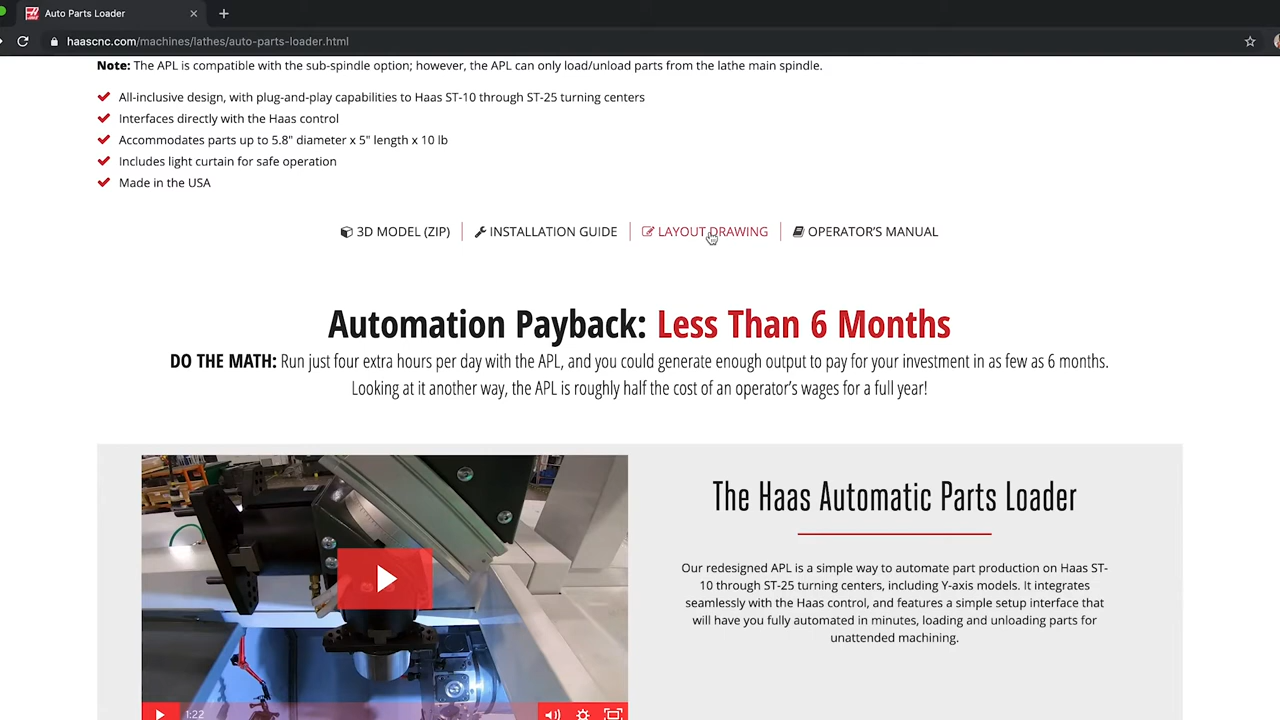 Auto Parts Loader
haascnc.com/machines/lathes/auto-parts-loader.html
Note: The APL is compatible with the sub-spindle option; however, the APL can only load/unload parts from the lathe main spindle.
All-inclusive design, with plug-and-play capabilities to Haas ST-10 through ST-25 turning centers
Interfaces directly with the Haas control
Accommodates parts up to 5.8" diameter x 5" length x 10 lb
Includes light curtain for safe operation
Made in the USA
3D MODEL (ZIP) INSTALLATION GUIDE LAYOUT DRAWING OPERATOR'S MANUAL
Automation Payback: Less Than 6 Months
DO THE MATH: Run just four extra hours per day with the APL, and you could generate enough output to pay for your investment in as few as 6 months.
Looking at it another way, the APL is roughly half the cost of an operator's wages for a full year!
The Haas Automatic Parts Loader
Our redesigned APL is a simple way to automate part production on Haas ST-
10 through ST-25 turning centers, including Y-axis models. It integrates
seamlessly with the Haas control, and features a simple setup interface that
will have you fully automated in minutes, loading and unloading parts for
unattended machining.
1:22